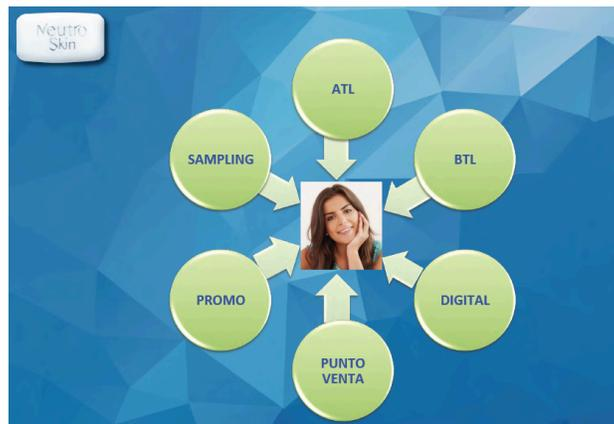 Neutro
Skin
ATL
SAMPLING
BTL
PROMO
DIGITAL
PUNTO
VENTA